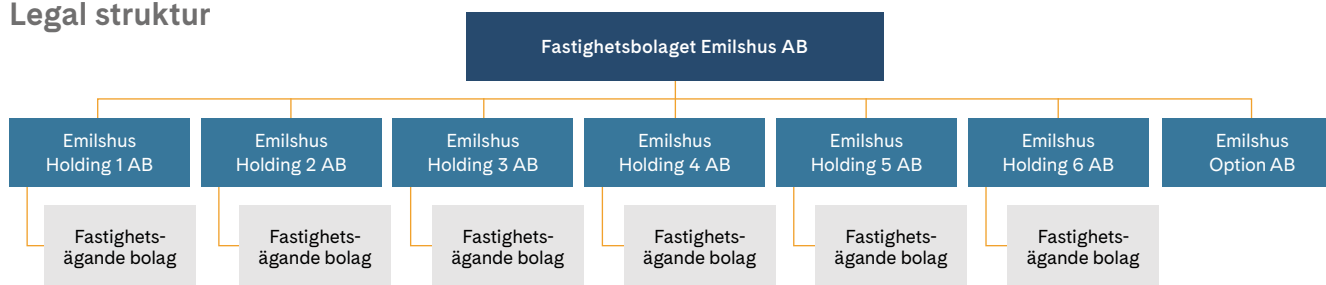 Legal struktur
Fastighetsbolaget Emilshus AB
Emilshus
Holding 1 AB
Emilshus
Holding 2 AB
Emilshus
Holding 3 AB
Emilshus
Holding 4 AB
Emilshus
Holding 5 AB
Emilshus
Holding 6 AB
Emilshus
Option AB
Fastighets-
ägande bolag
Fastighets-
ägande bolag
Fastighets-
ägande bolag
Fastighets-
ägande bolag
Fastighets-
ägande bolag
Fastighets-
ägande bolag